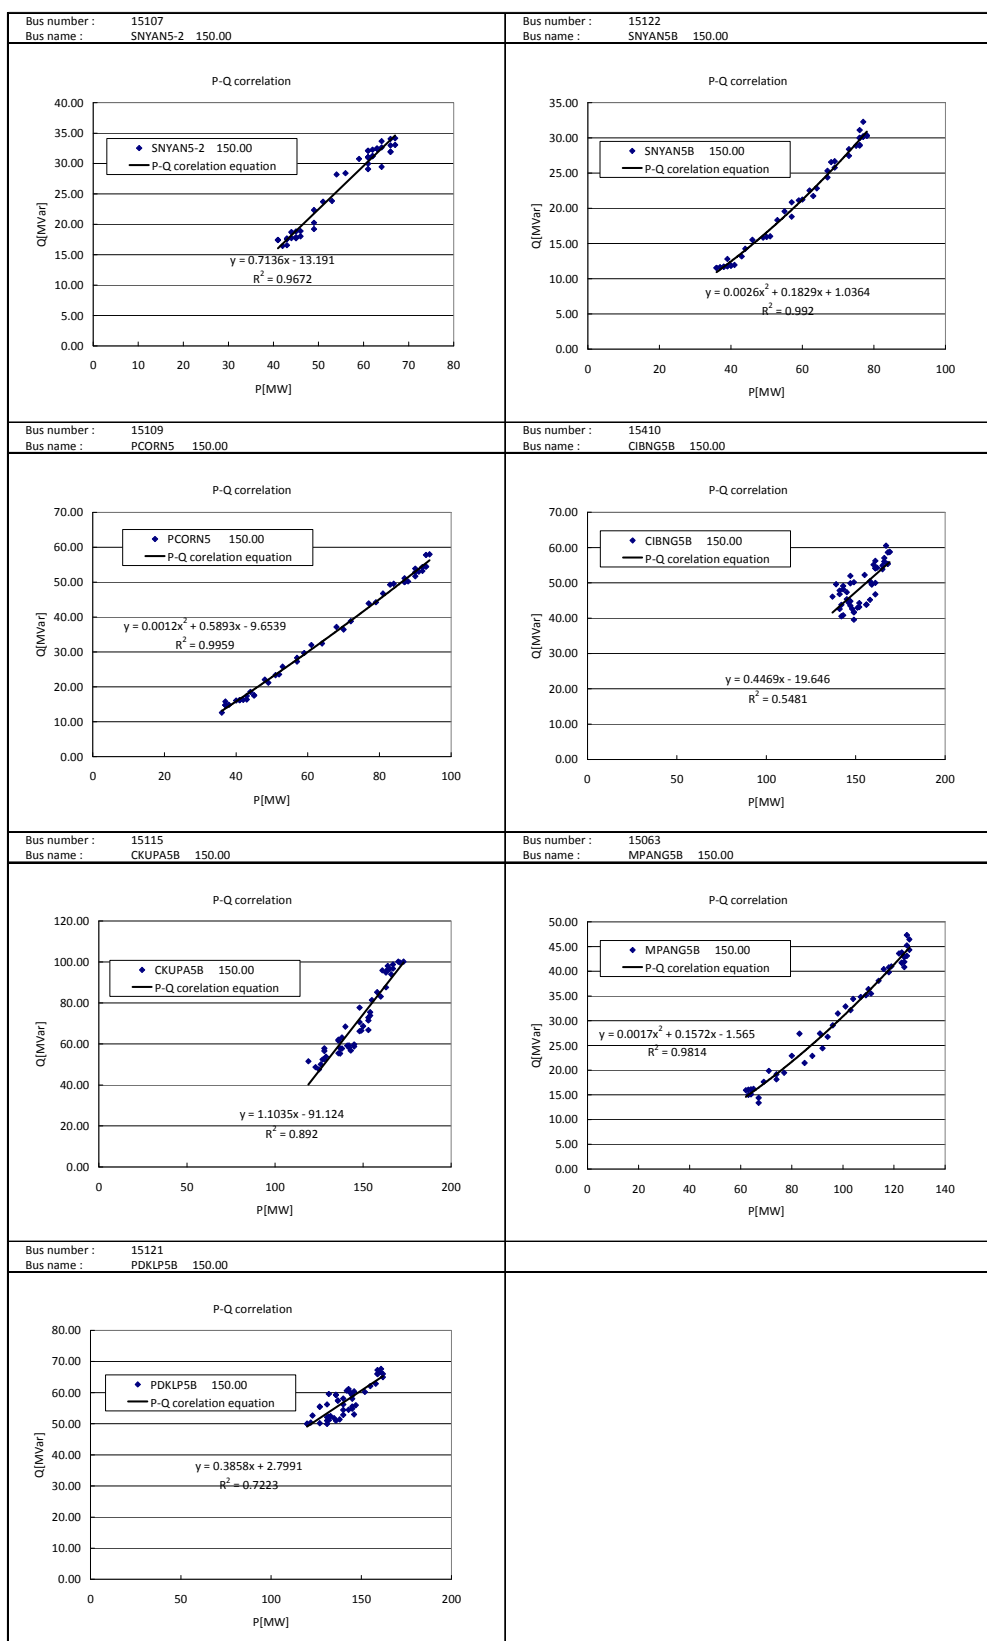 Bus number : 15107
Bus name : SNYAN5-2 150.00
P-Q correlation
40.00
35.00
30.00
25.00
20.00
15.00
10.00
5.00
0.00
Q[MVar]
SNYAN5-2 150.00
P-Q corelation equation
y = 0.7136x - 13.191
R² = 0.9672
0 10 20 30 40 50 60 70 80
P[MW]
Bus number : 15122
Bus name : SNYAN5B 150.00
P-Q correlation
35.00
30.00
25.00
20.00
15.00
10.00
5.00
0.00
Q[MVar]
SNYAN5B 150.00
P-Q corelation equation
y = 0.0026x² + 0.1829x + 1.0364
R² = 0.992
0 20 40 60 80 100
P[MW]
Bus number : 15109
Bus name : PCORN5 150.00
P-Q correlation
70.00
60.00
50.00
40.00
30.00
20.00
10.00
0.00
Q[MVar]
PCORN5 150.00
P-Q corelation equation
y = 0.0012x² + 0.5893x - 9.6539
R² = 0.9959
0 20 40 60 80 100
P[MW]
Bus number : 15410
Bus name : CIBNG5B 150.00
P-Q correlation
70.00
60.00
50.00
40.00
30.00
20.00
10.00
0.00
Q[MVar]
CIBNG5B 150.00
P-Q corelation equation
y = 0.4469x - 19.646
R² = 0.5481
0 50 100 150 200
P[MW]
Bus number : 15115
Bus name : CKUPA5B 150.00
P-Q correlation
120.00
100.00
80.00
60.00
40.00
20.00
0.00
Q[MVar]
CKUPA5B 150.00
P-Q corelation equation
y = 1.1035x - 91.124
R² = 0.892
0 50 100 150 200
P[MW]
Bus number : 15063
Bus name : MPANG5B 150.00
P-Q correlation
50.00
45.00
40.00
35.00
30.00
25.00
20.00
15.00
10.00
5.00
0.00
Q[MVar]
MPANG5B 150.00
P-Q corelation equation
y = 0.0017x² + 0.1572x - 1.565
R² = 0.9814
0 20 40 60 80 100 120 140
P[MW]
Bus number : 15121
Bus name : PDKLP5B 150.00
P-Q correlation
80.00
70.00
60.00
50.00
40.00
30.00
20.00
10.00
0.00
Q[MVar]
PDKLP5B 150.00
P-Q corelation equation
y = 0.3858x + 2.7991
R² = 0.7223
0 50 100 150 200
P[MW]